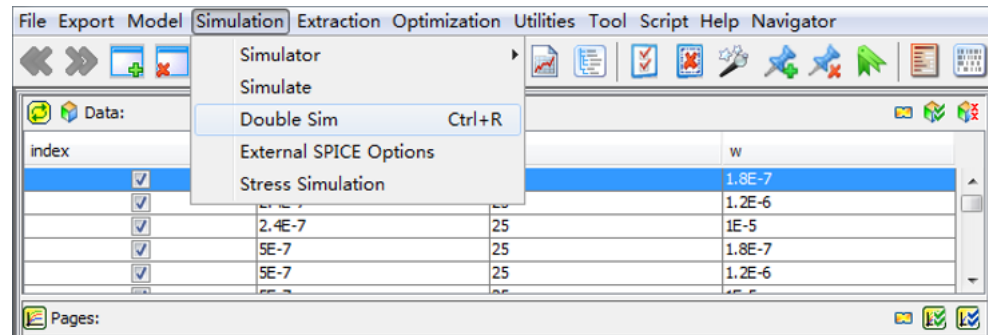 File Export Model Simulation Extraction Optimization Utilities Tool Script Help Navigator
Simulator
Simulate
Double Sim Ctrl+R
External SPICE Options
Stress Simulation
Data:
index w
1.8E-7
1.2E-6
2.4E-7 25 1E-5
5E-7 25 1.8E-7
5E-7 25 1.2E-6
Pages: